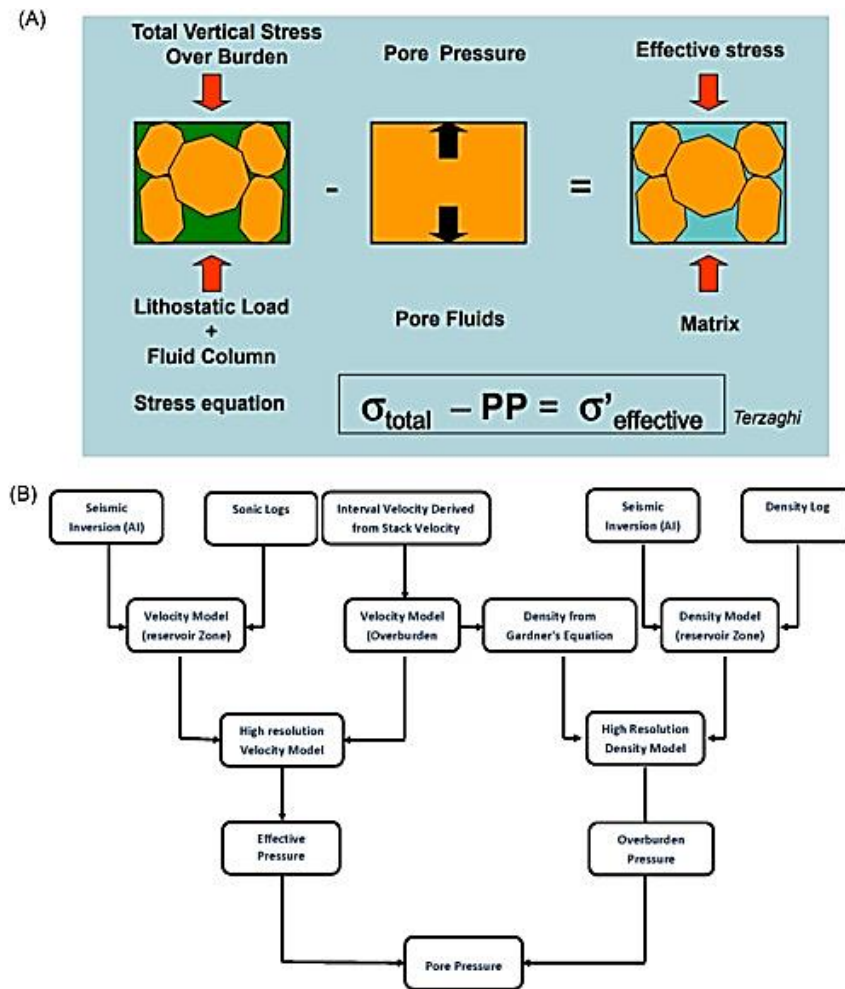 (A)
Total Vertical Stress
Over Burden
Pore Pressure
Effective stress
-
=
Lithostatic Load
+
Fluid Column
Pore Fluids
Matrix
Stress equation
σtotal – PP = σ'effective
Terzaghi
(B)
Seismic
Inversion (AI)
Sonic Logs
Interval Velocity Derived
from Stack Velocity
Seismic
Inversion (AI)
Density Log
Velocity Model
(reservoir Zone)
Velocity Model
(Overburden
Density from
Gardner's Equation
Density Model
(reservoir Zone)
High resolution
Velocity Model
High Resolution
Density Model
Effective
Pressure
Overburden
Pressure
Pore Pressure